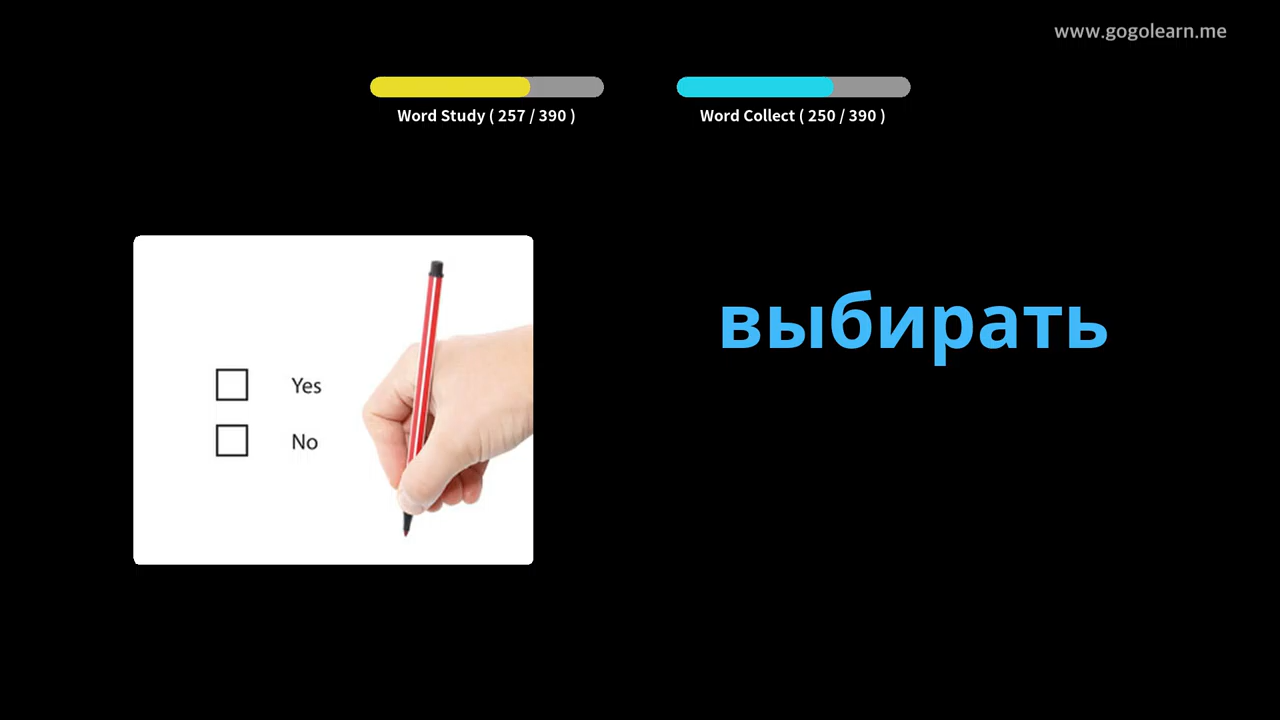 www.gogolearn.me
Word Study ( 257 / 390 )
Word Collect ( 250 / 390 )
Yes
No
выбирать